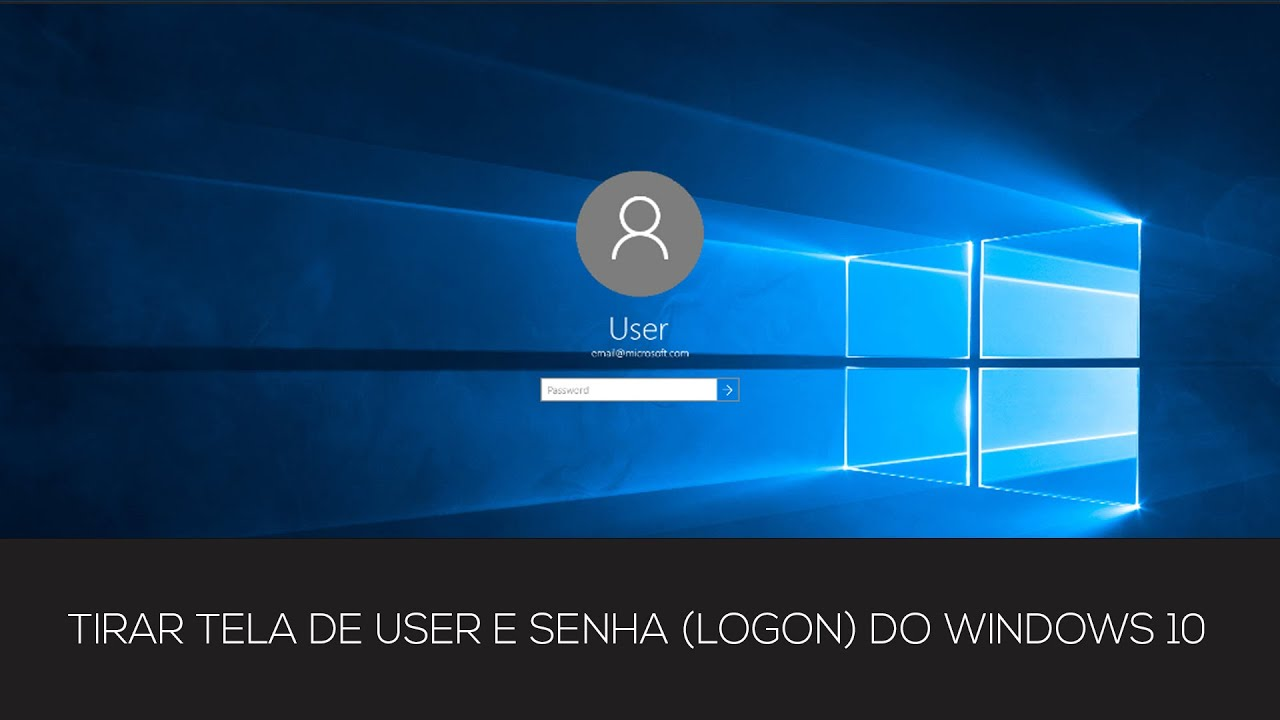 User
email@microsoft.com
Password
TIRAR TELA DE USER E SENHA (LOGON) DO WINDOWS 10